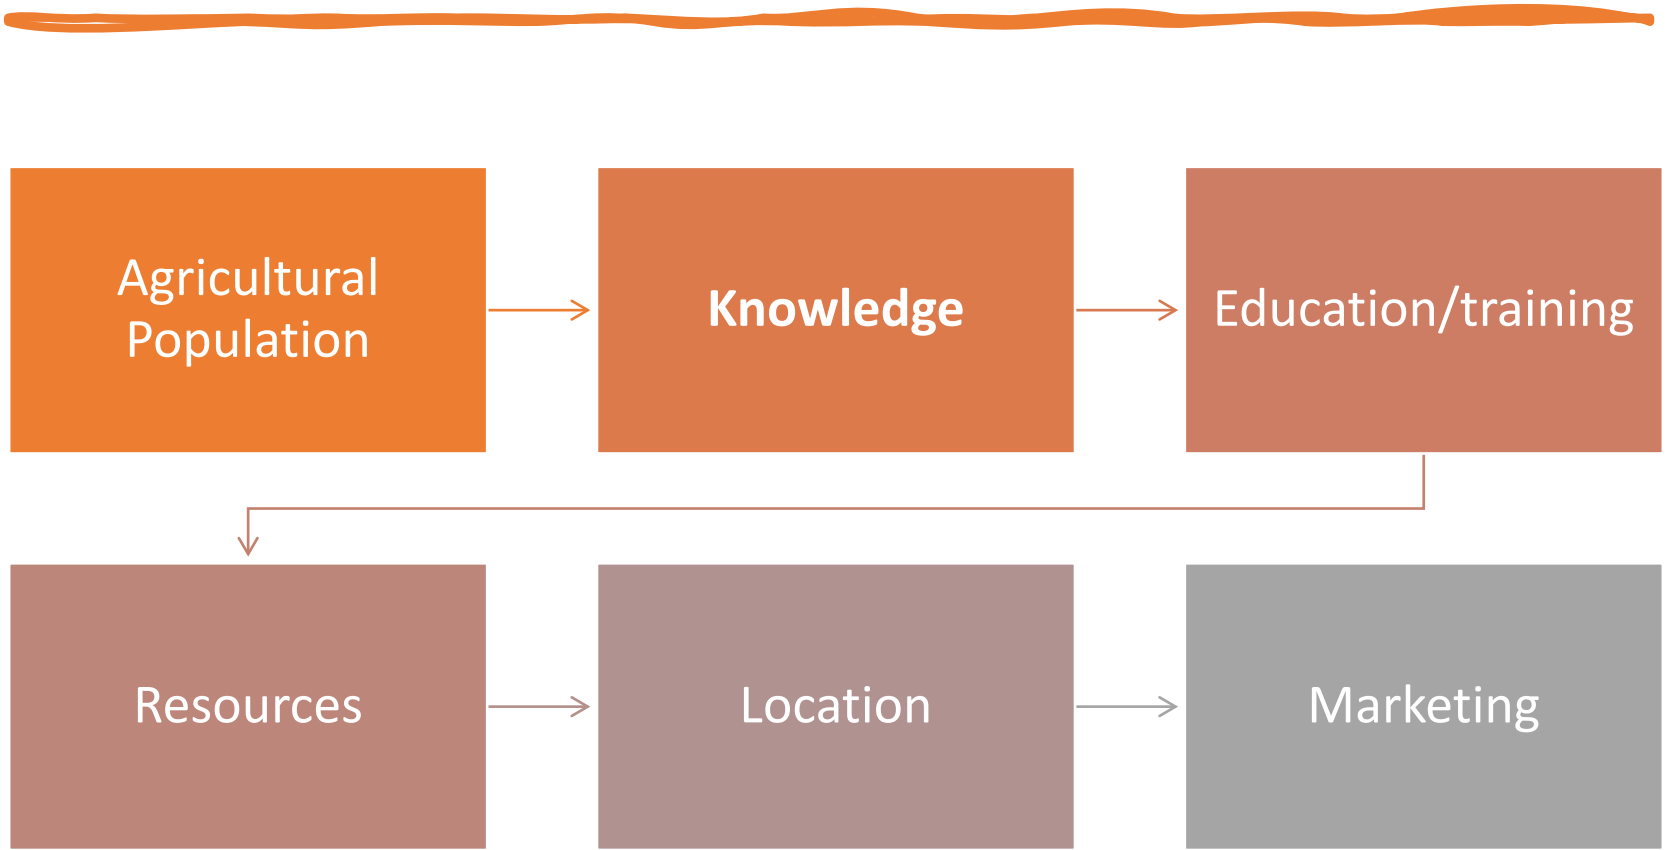 Agricultural
Population
Knowledge
Education/training
Resources
Location
Marketing